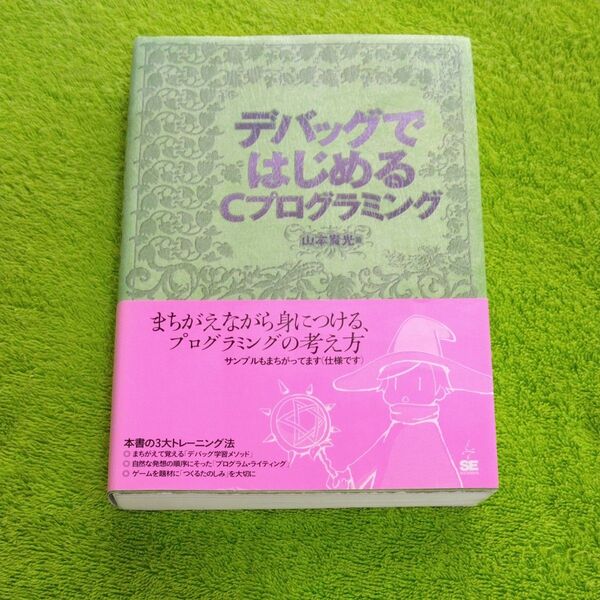 デバッグで
はじめる
Cプログラミング
山本貴光 著
まちがえながら身につける、
プログラミングの考え方
サンプルもまちがってます(仕様です)
本書の3大トレーニング法
◎まちがえて覚える「デバッグ学習メソッド」
◎自然な発想の順序にそった「プログラム・ライティング」
◎ゲームを題材に「つくるたのしみ」を大切に
SE